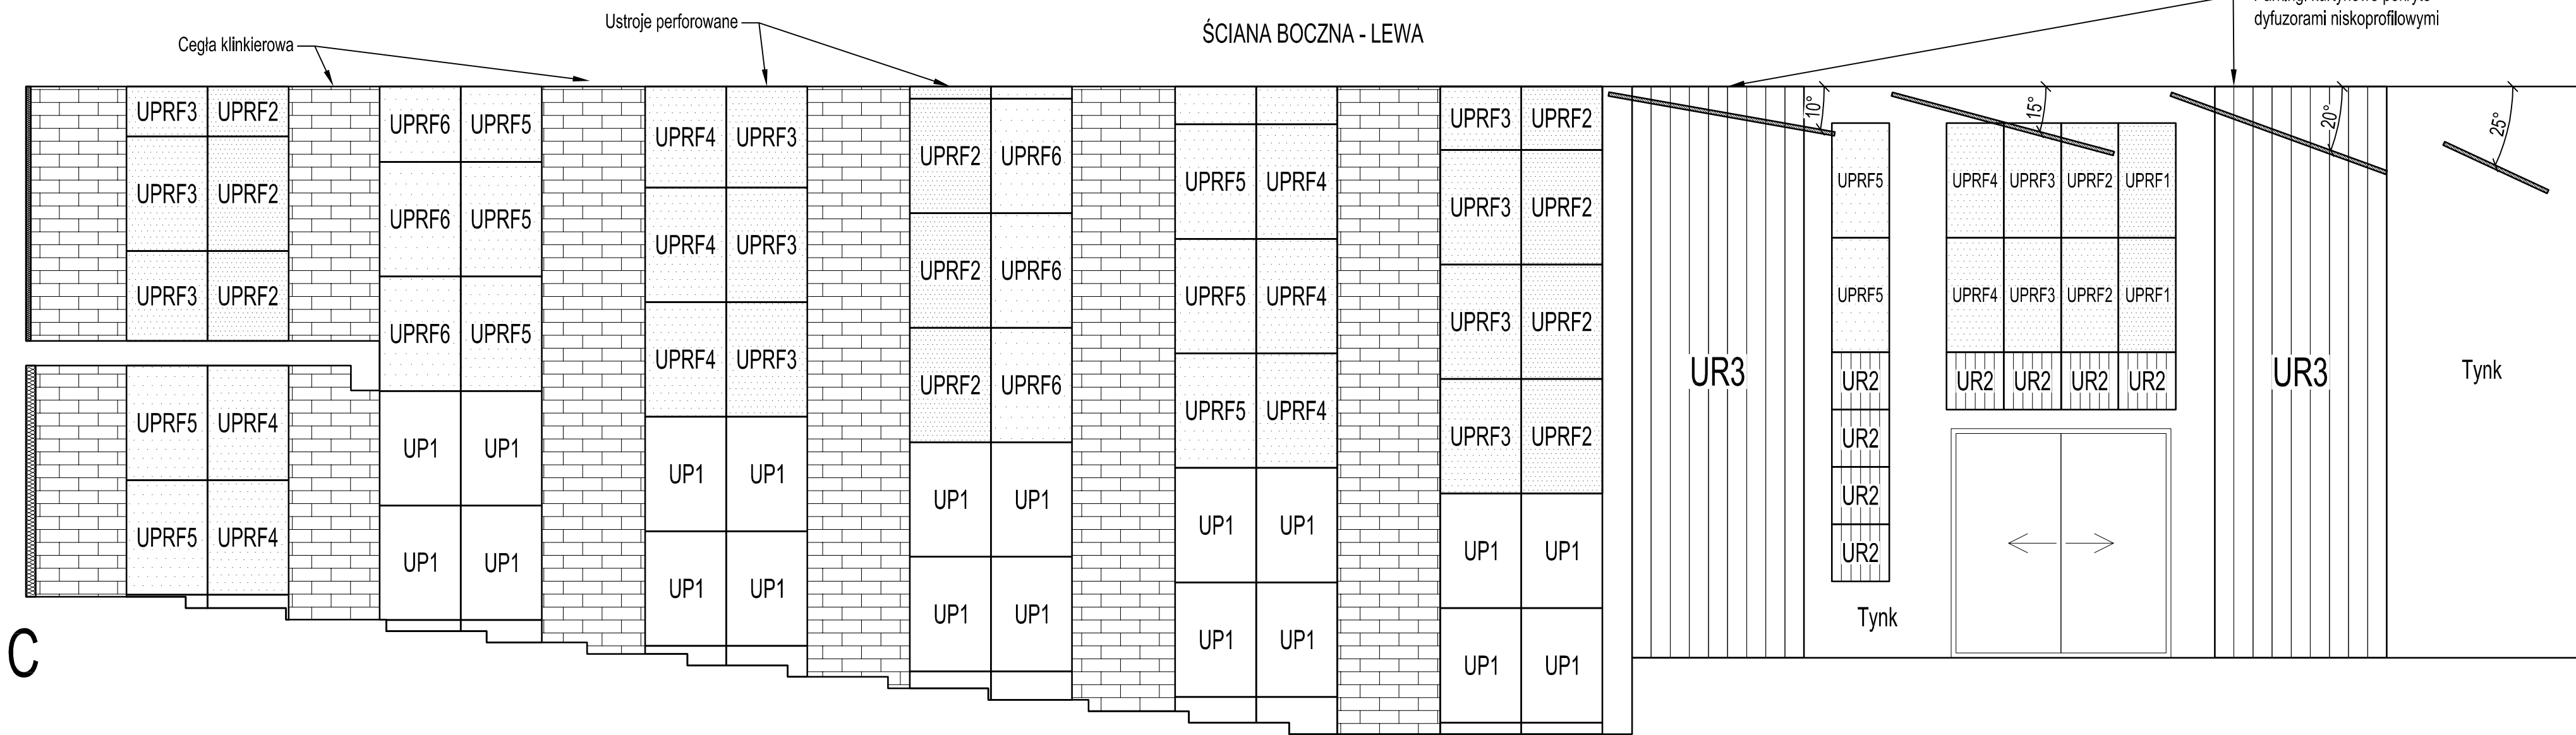 Ustroje perforowane
ŚCIANA BOCZNA - LEWA
dyfuzorami niskoprofilowymi
Cegła klinkierowa
10°
15°
20°
25°
UPRF3 UPRF2
UPRF3 UPRF2
UPRF3 UPRF2
UPRF5 UPRF4
UPRF5 UPRF4
UPRF6 UPRF5
UPRF6 UPRF5
UPRF6 UPRF5
UP1 UP1
UP1 UP1
UPRF4 UPRF3
UPRF4 UPRF3
UPRF4 UPRF3
UP1 UP1
UP1 UP1
UPRF2 UPRF6
UPRF2 UPRF6
UPRF2 UPRF6
UP1 UP1
UP1 UP1
UPRF5 UPRF4
UPRF5 UPRF4
UPRF5 UPRF4
UP1 UP1
UP1 UP1
UPRF3 UPRF2
UPRF3 UPRF2
UPRF3 UPRF2
UPRF3 UPRF2
UP1 UP1
UP1 UP1
UR3
UPRF5
UPRF5
UR2
UR2
UR2
UR2
Tynk
UPRF4 UPRF3 UPRF2 UPRF1
UPRF4 UPRF3 UPRF2 UPRF1
UR2 UR2 UR2 UR2
UR3
Tynk
C